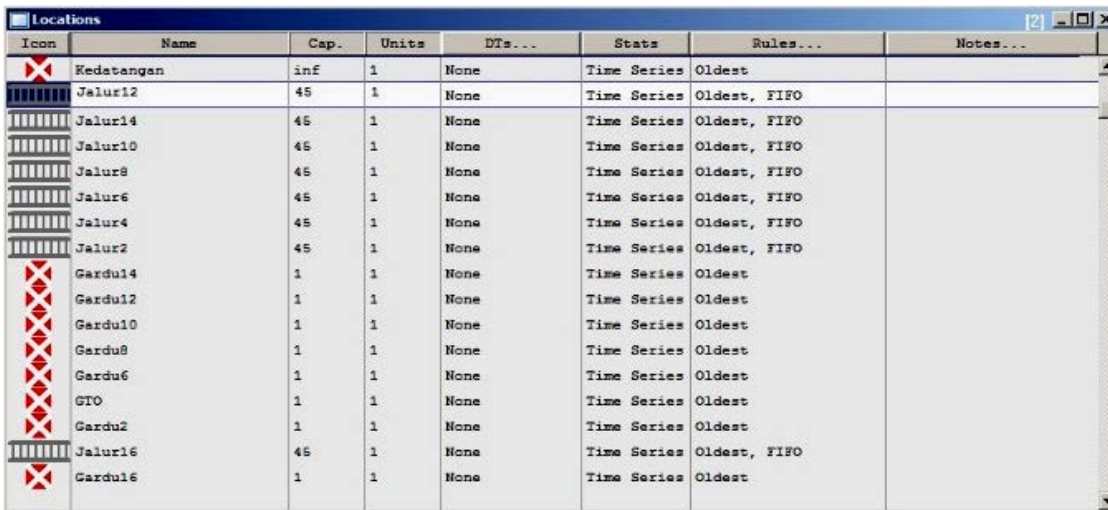 Locations [2]
Icon Name Cap. Units DTs... Stats Rules... Notes...
Kedatangan inf 1 None Time Series Oldest
Jalur12 45 1 None Time Series Oldest, FIFO
Jalur14 45 1 None Time Series Oldest, FIFO
Jalur10 45 1 None Time Series Oldest, FIFO
Jalur8 45 1 None Time Series Oldest, FIFO
Jalur6 45 1 None Time Series Oldest, FIFO
Jalur4 45 1 None Time Series Oldest, FIFO
Jalur2 45 1 None Time Series Oldest, FIFO
Gardu14 1 1 None Time Series Oldest
Gardu12 1 1 None Time Series Oldest
Gardu10 1 1 None Time Series Oldest
Gardu8 1 1 None Time Series Oldest
Gardu6 1 1 None Time Series Oldest
GTO 1 1 None Time Series Oldest
Gardu2 1 1 None Time Series Oldest
Jalur16 45 1 None Time Series Oldest, FIFO
Gardu16 1 1 None Time Series Oldest